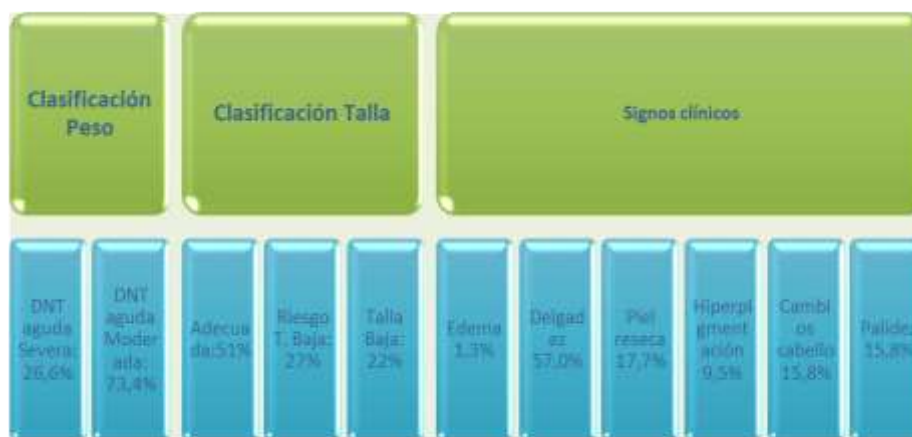 Clasificación
Peso
Clasificación Talla
Signos clínicos
DNT
aguda
Severa:
26,6%
DNT
aguda
Moder
ada:
73,4%
Adecua
da:51%
Riesgo
T. Baja:
27%
Talla
Baja:
22%
Edema
1,3%
Delgad
ez
57,0%
Piel
reseca
17,7%
Hiperpi
gment
ación
9,5%
Cambi
os
cabello
15,8%
Palidez
15,8%